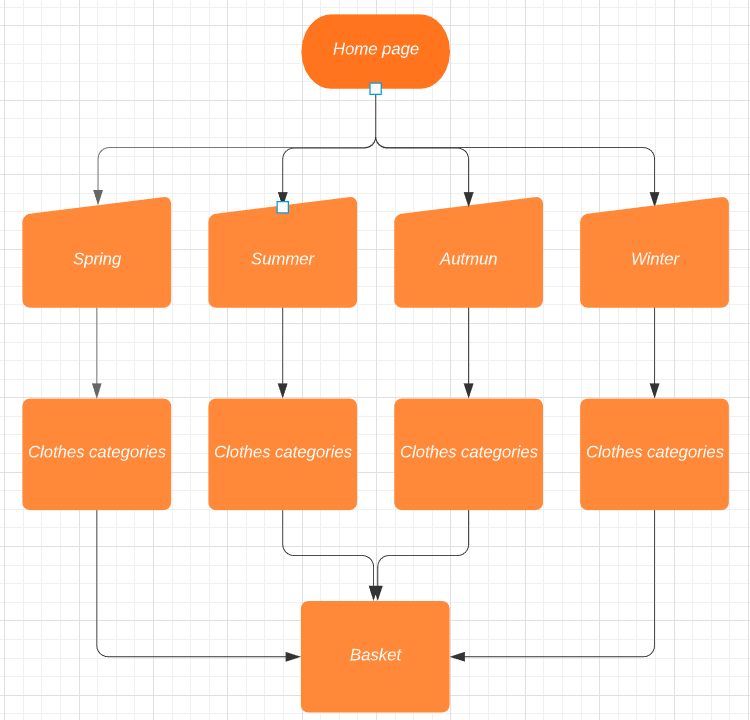 Home page
Spring
Summer
Autmun
Winter
Clothes categories
Clothes categories
Clothes categories
Clothes categories
Basket